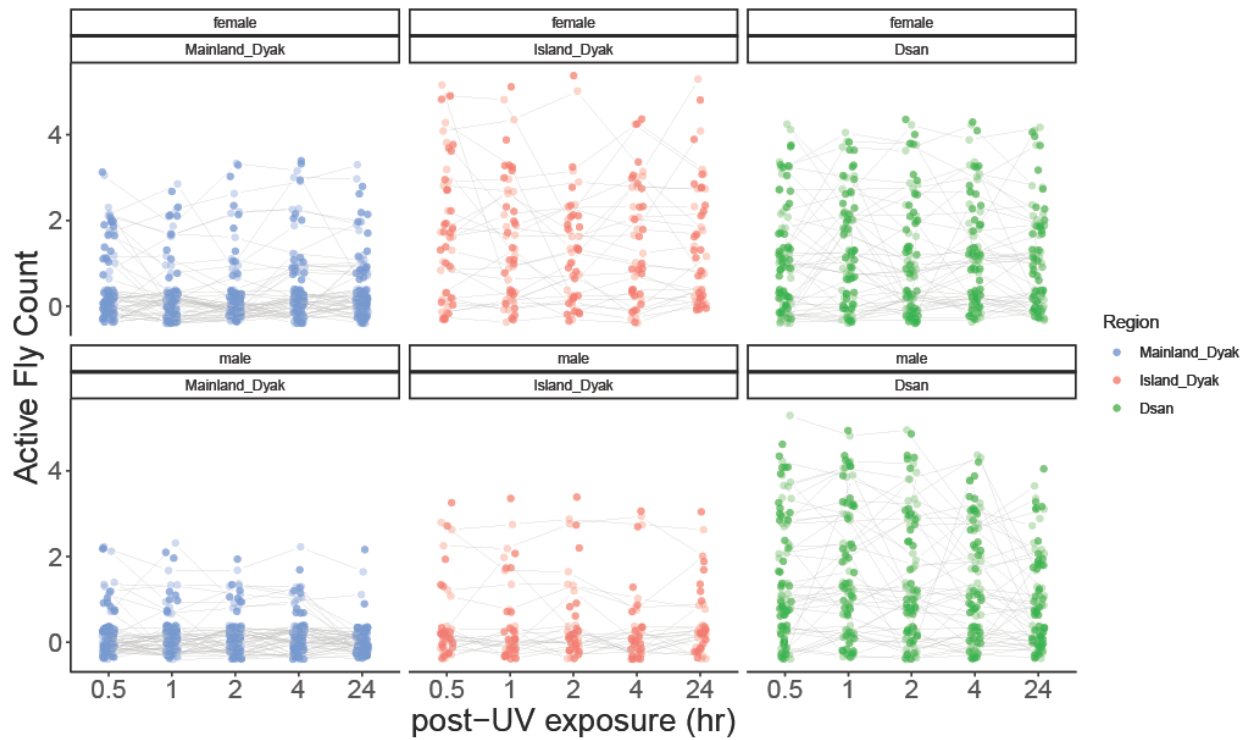 female female female
Mainland_Dyak Island_Dyak Dsan
4
2
0
male male male
Mainland_Dyak Island_Dyak Dsan
4
2
0
0.5 1 2 4 24 0.5 1 2 4 24 0.5 1 2 4 24
post−UV exposure (hr)
Active Fly Count
Region
Mainland_Dyak
Island_Dyak
Dsan